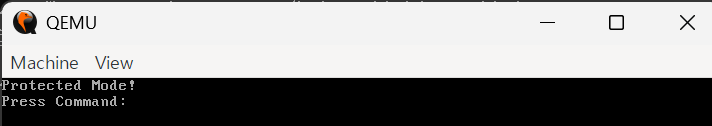 QEMU
Machine View
Protected Mode!
Press Command: